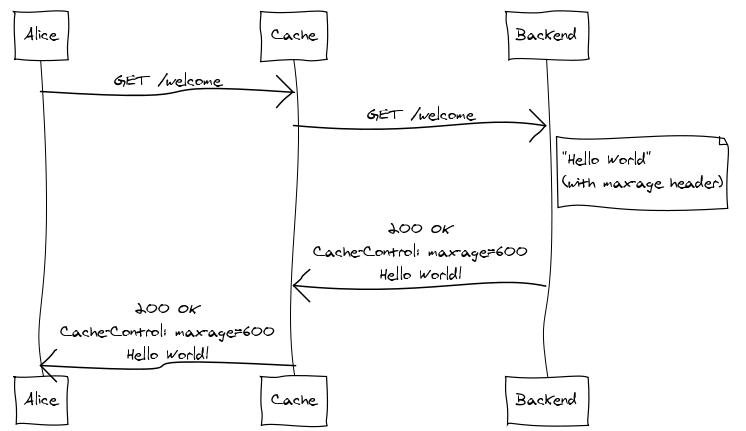 Alice
Cache
Backend
GET /welcome
GET /welcome
"Hello World"
(with max-age header)
200 OK
Cache-Control: max-age=600
Hello World!
200 OK
Cache-Control: max-age=600
Hello World!
Alice
Cache
Backend